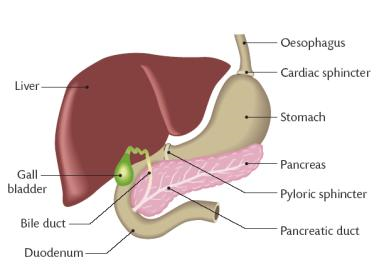 Oesophagus
Cardiac sphincter
Liver
Stomach
Pancreas
Gall
bladder
Pyloric sphincter
Bile duct
Pancreatic duct
Duodenum